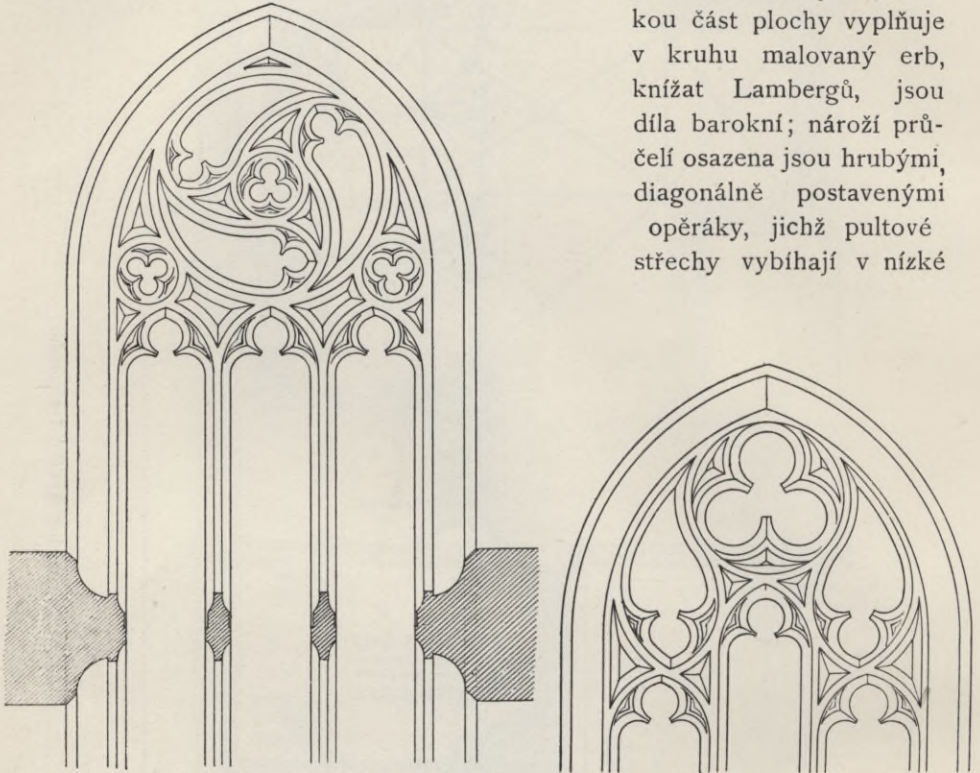 kou část plochy vyplňuje
v kruhu malovaný erb,
knížat Lambergů, jsou
díla barokní; nároží prů-
čelí osazena jsou hrubými,
diagonálně postavenými
opěráky, jichž pultové
střechy vybíhají v nízké